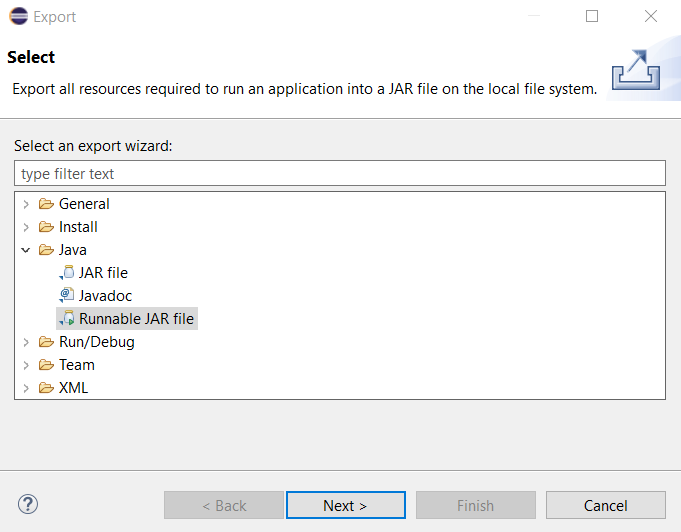 Export
Select
Export all resources required to run an application into a JAR file on the local file system.
Select an export wizard:
type filter text
General
Install
Java
JAR file
Javadoc
Runnable JAR file
Run/Debug
Team
XML
< Back
Next >
Finish
Cancel